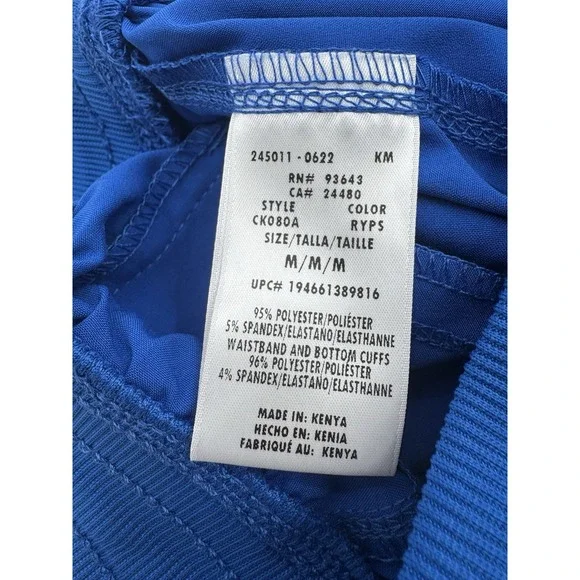 245011 - 0622 KM
RN# 93643
CA# 24480
STYLE COLOR
CK080A RYPS
SIZE/TALLA/TAILLE
M/M/M
UPC# 194661389816
95% POLYESTER/POLIÉSTER
5% SPANDEX/ELASTANO/ELASTHANNE
WAISTBAND AND BOTTOM CUFFS
96% POLYESTER/POLIÉSTER
4% SPANDEX/ELASTANO/ELASTHANNE
MADE IN: KENYA
HECHO EN: KENIA
FABRIQUÉ AU: KENYA